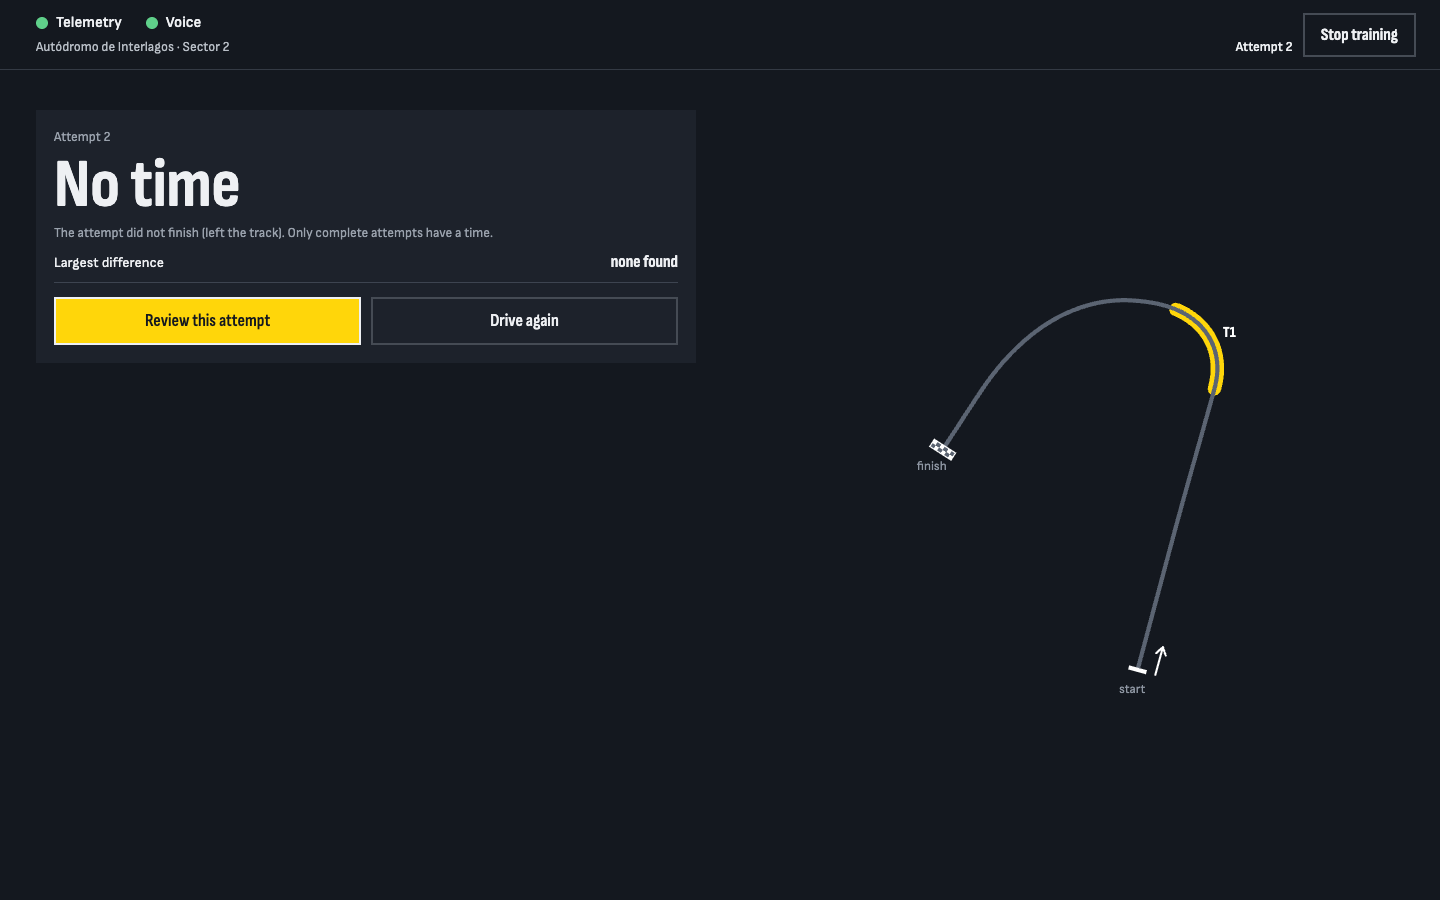 Telemetry Voice
Autódromo de Interlagos · Sector 2
Attempt 2
Stop training
Attempt 2
No time
The attempt did not finish (left the track). Only complete attempts have a time.
Largest difference none found
Review this attempt Drive again
T1
finish
start